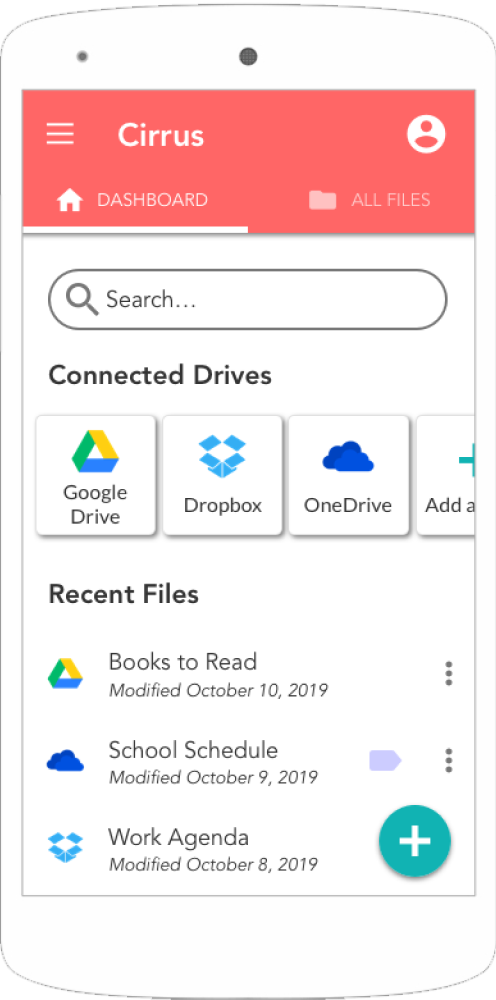 Cirrus
DASHBOARD
ALL FILES
Search...
Connected Drives
Google
Drive
Dropbox
OneDrive
Add a
Recent Files
Books to Read
Modified October 10, 2019
School Schedule
Modified October 9, 2019
Work Agenda
Modified October 8, 2019